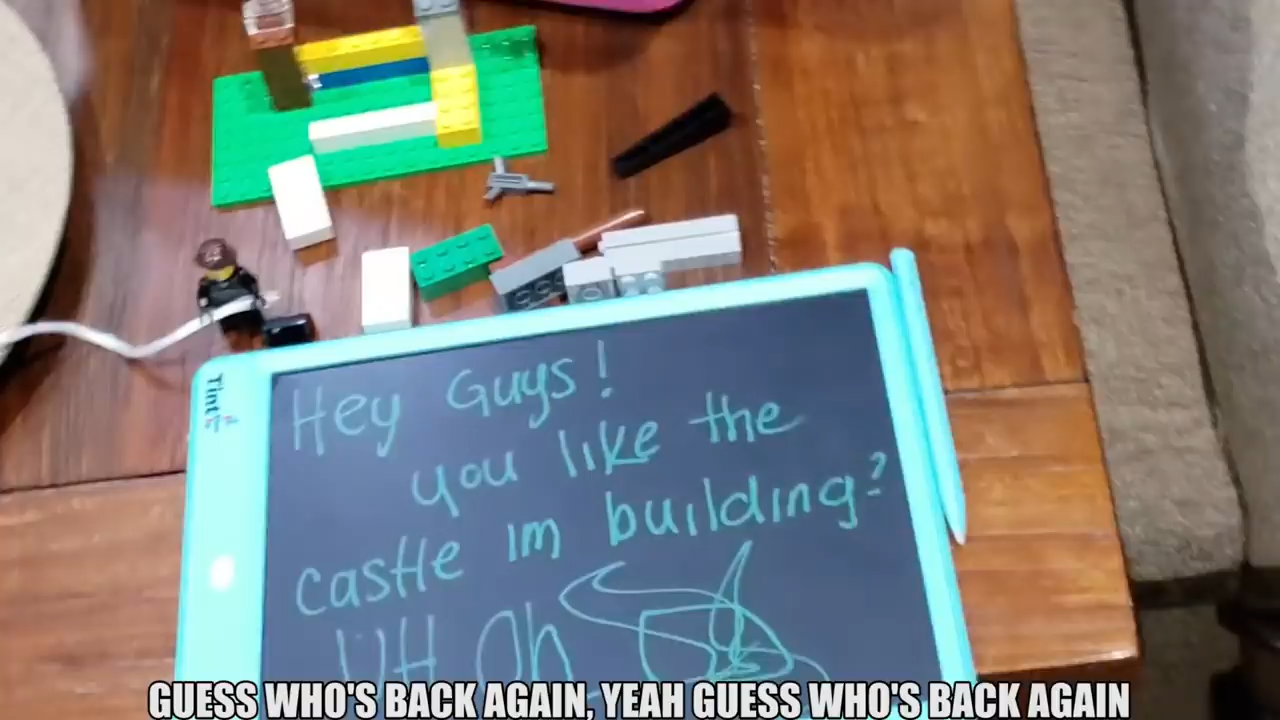 Tint
Hey Guys!
you like the
castle im building?
UH Oh
GUESS WHO'S BACK AGAIN, YEAH GUESS WHO'S BACK AGAIN